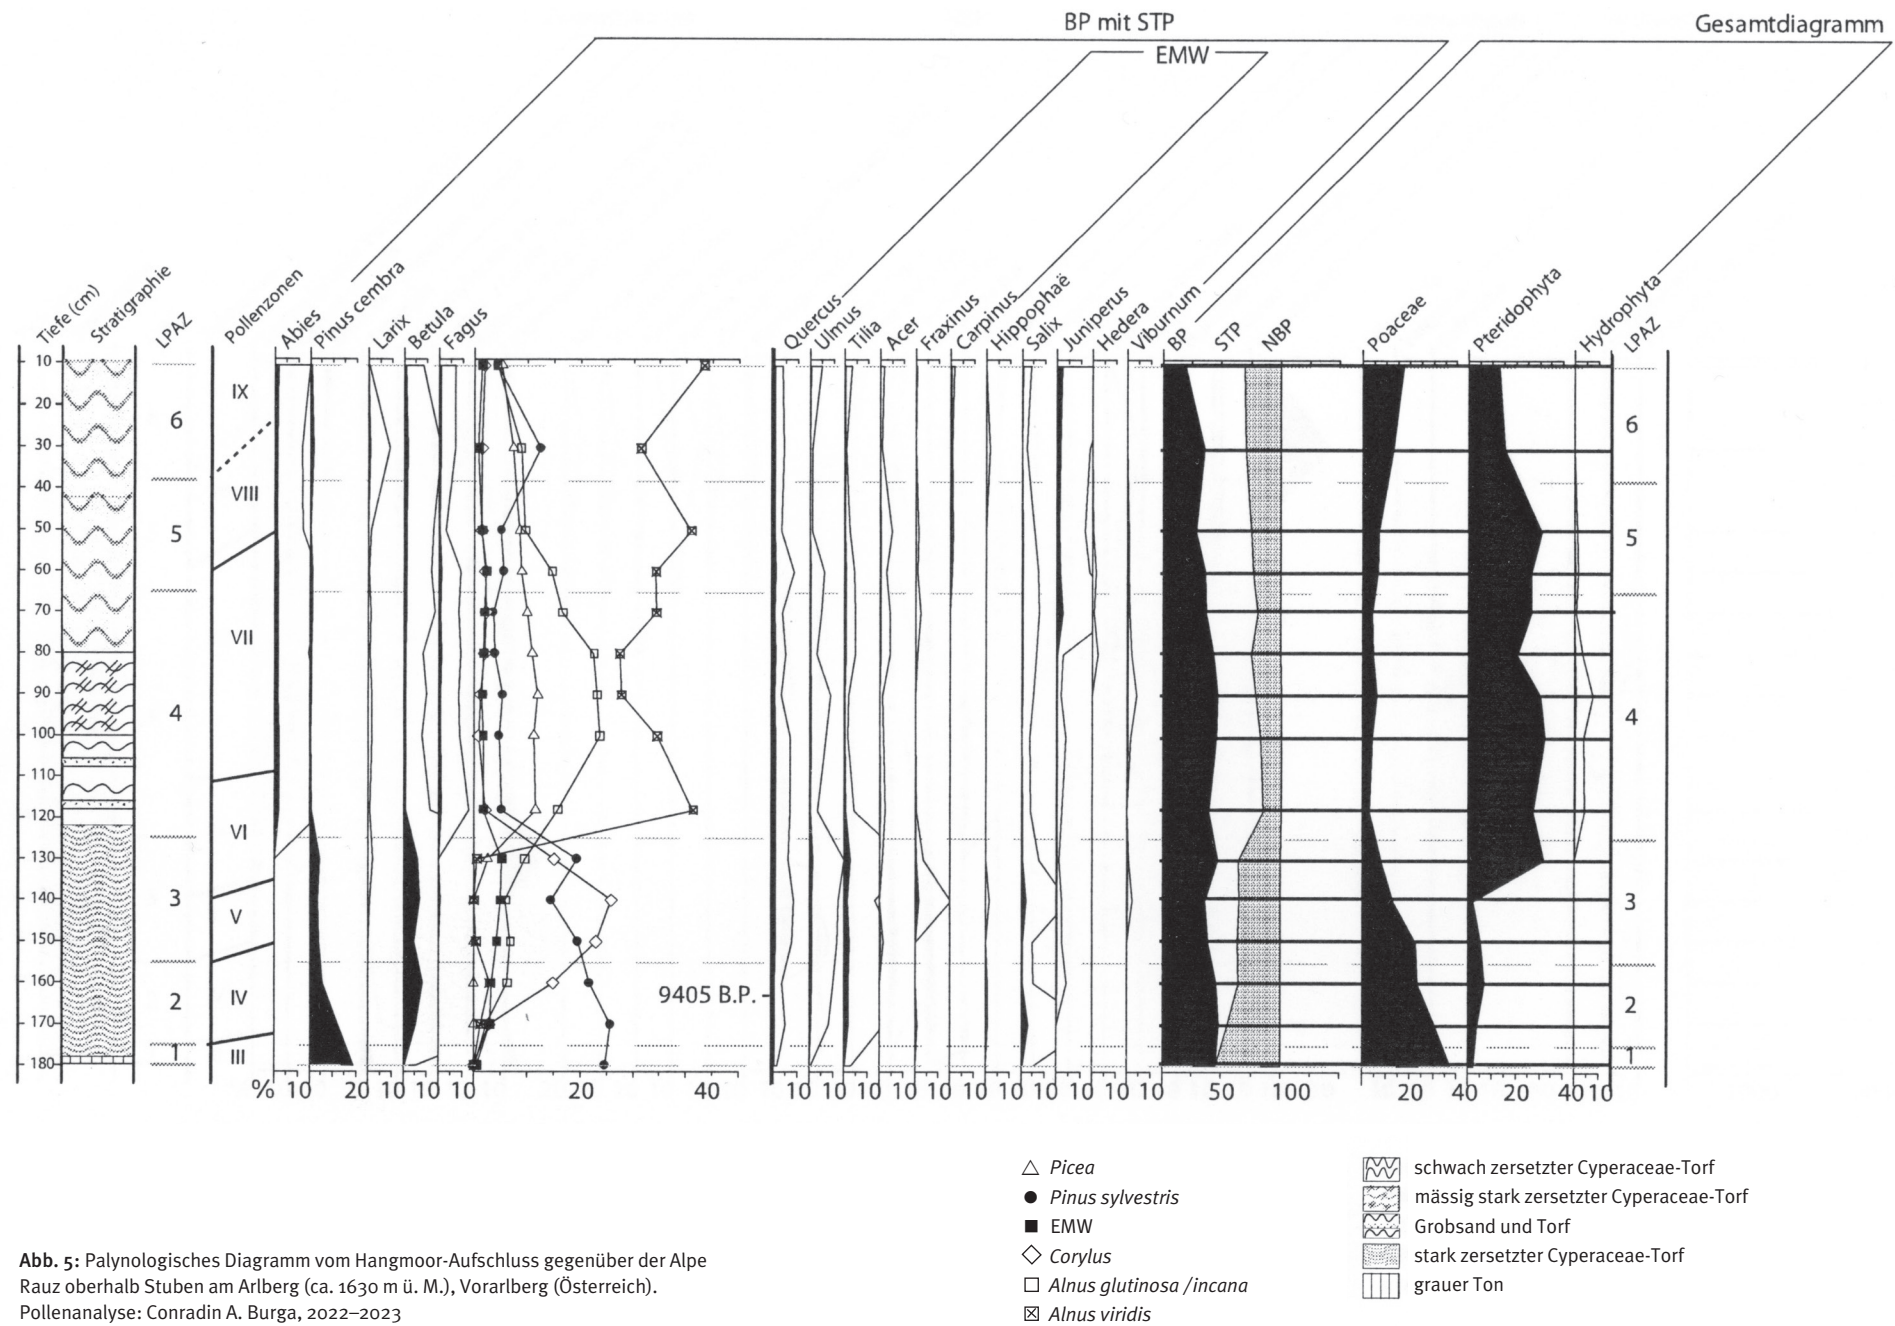 BP mit STP
Gesamtdiagramm
EMW
Tiefe (cm)
Stratigraphie
LPAZ
Pollenzonen
Abies
Pinus cembra
Larix
Betula
Fagus
Quercus
Ulmus
Tilia
Acer
Fraxinus
Carpinus
Hippophaë
Salix
Juniperus
Hedera
Viburnum
BP
STP
NBP
Poaceae
Pteridophyta
Hydrophyta
LPAZ
10
20
30
40
50
60
70
80
90
100
110
120
130
140
150
160
170
180
6
5
4
3
2
1
IX
VIII
VII
VI
V
IV
III
9405 B.P.
6
5
4
3
2
1
% 10 20 10 10 10 20 40 10 10 10 10 10 10 10 10 10 10 10 50 100 20 40 20 40 10
Picea
Pinus sylvestris
EMW
Corylus
Alnus glutinosa /incana
Alnus viridis
schwach zersetzter Cyperaceae-Torf
mässig stark zersetzter Cyperaceae-Torf
Grobsand und Torf
stark zersetzter Cyperaceae-Torf
grauer Ton
Abb. 5: Palynologisches Diagramm vom Hangmoor-Aufschluss gegenüber der Alpe
Rauz oberhalb Stuben am Arlberg (ca. 1630 m ü. M.), Vorarlberg (Österreich).
Pollenanalyse: Conradin A. Burga, 2022–2023